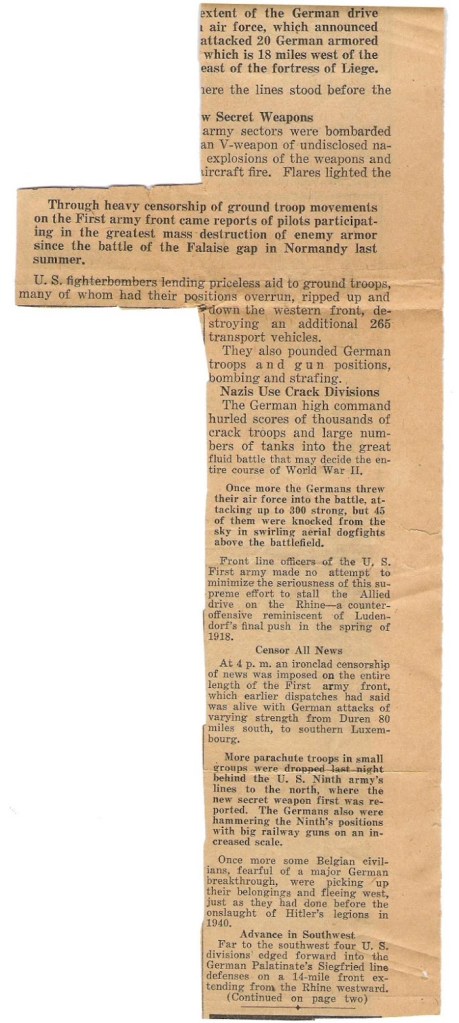 extent of the German drive
air force, which announced
attacked 20 German armored
which is 18 miles west of the
east of the fortress of Liege.
here the lines stood before the
w Secret Weapons
army sectors were bombarded
an V-weapon of undisclosed na-
explosions of the weapons and
aircraft fire. Flares lighted the
Through heavy censorship of ground troop movements
on the First army front came reports of pilots participat-
ing in the greatest mass destruction of enemy armor
since the battle of the Falaise gap in Normandy last
summer.
U. S. fighterbombers lending priceless aid to ground troops,
many of whom had their positions overrun, ripped up and
down the western front, de-
stroying an additional 265
transport vehicles.
They also pounded German
troops and gun positions,
bombing and strafing.
Nazis Use Crack Divisions
The German high command
hurled scores of thousands of
crack troops and large num-
bers of tanks into the great
fluid battle that may decide the en-
tire course of World War II.
Once more the Germans threw
their air force into the battle, at-
tacking up to 300 strong, but 45
of them were knocked from the
sky in swirling aerial dogfights
above the battlefield.
Front line officers of the U. S.
First army made no attempt to
minimize the seriousness of this su-
preme effort to stall the Allied
drive on the Rhine—a counter-
offensive reminiscent of Luden-
dorf's final push in the spring of
1918.
Censor All News
At 4 p. m. an ironclad censorship
of news was imposed on the entire
length of the First army front,
which earlier dispatches had said
was alive with German attacks of
varying strength from Duren 80
miles south, to southern Luxem-
bourg.
More parachute troops in small
groups were dropped last night
behind the U. S. Ninth army's
lines to the north, where the
new secret weapon first was re-
ported. The Germans also were
hammering the Ninth's positions
with big railway guns on an in-
creased scale.
Once more some Belgian civil-
ians, fearful of a major German
breakthrough, were picking up
their belongings and fleeing west,
just as they had done before the
onslaught of Hitler's legions in
1940.
Advance in Southwest
Far to the southwest four U. S.
divisions edged forward into the
German Palatinate's Siegfried line
defenses on a 14-mile front ex-
tending from the Rhine westward.
(Continued on page two)